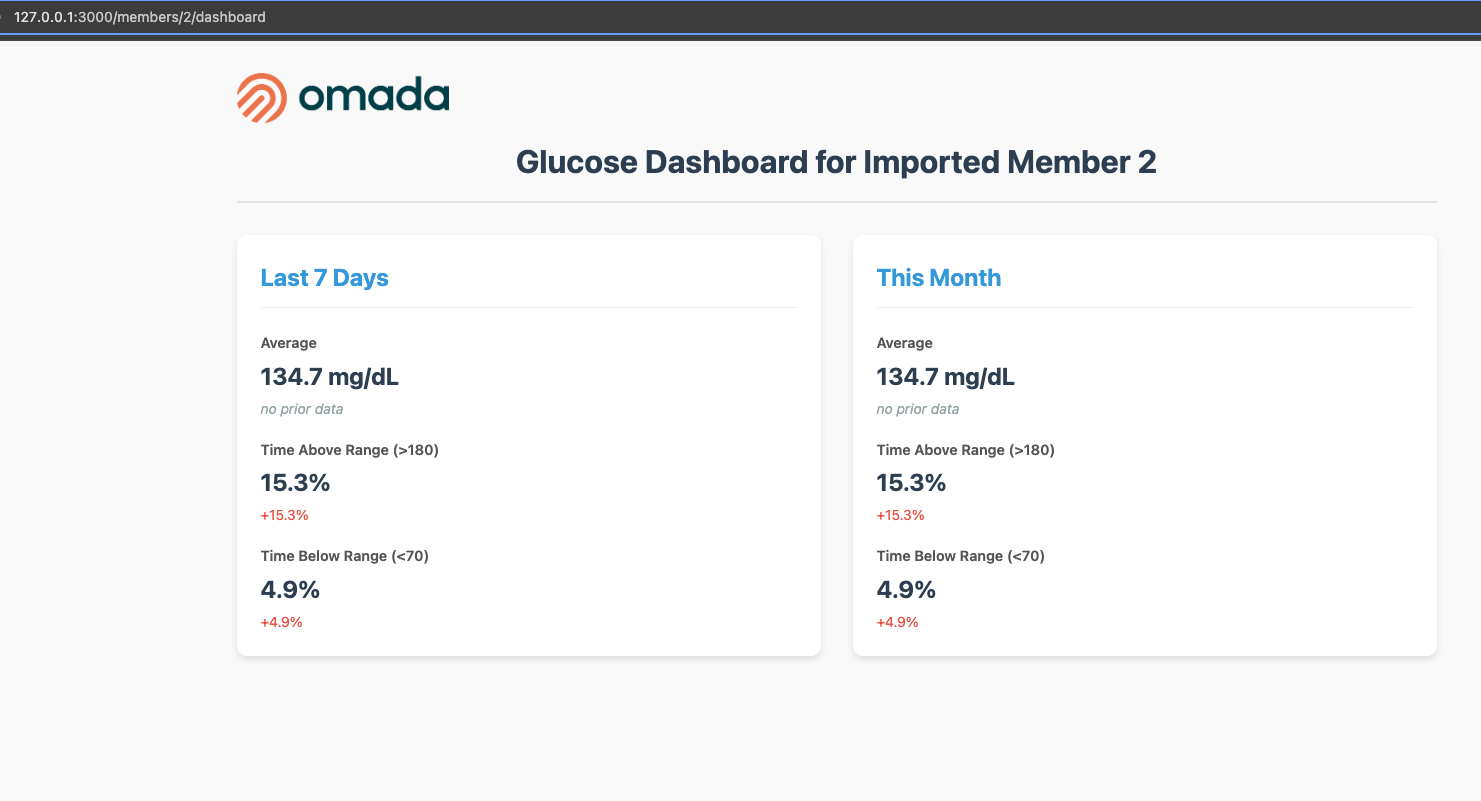 127.0.0.1:3000/members/2/dashboard
omada
Glucose Dashboard for Imported Member 2
Last 7 Days
Average
134.7 mg/dL
no prior data
Time Above Range (>180)
15.3%
+15.3%
Time Below Range (<70)
4.9%
+4.9%
This Month
Average
134.7 mg/dL
no prior data
Time Above Range (>180)
15.3%
+15.3%
Time Below Range (<70)
4.9%
+4.9%